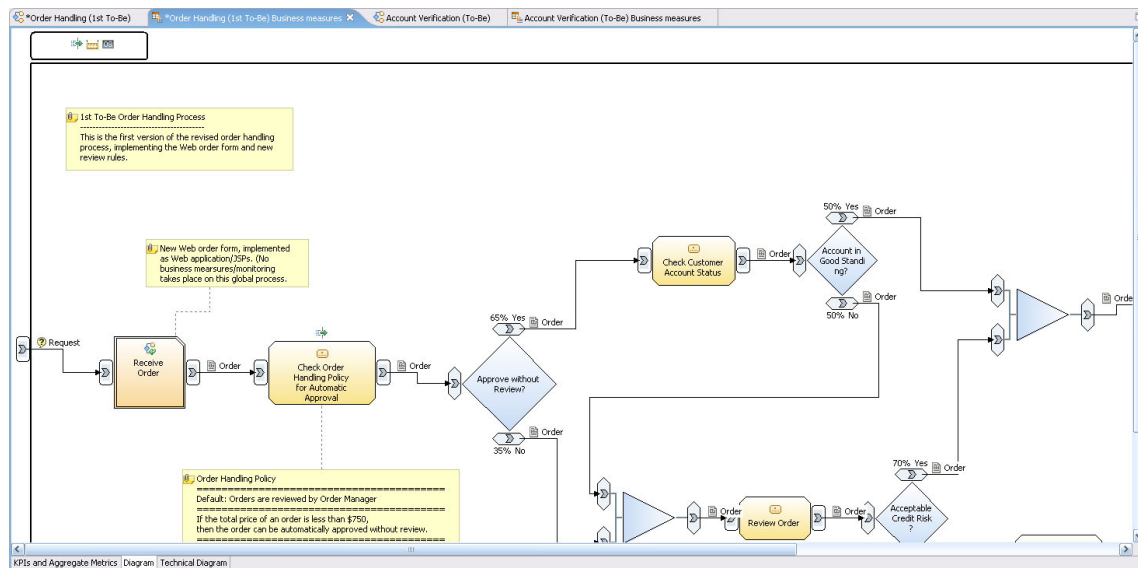 *Order Handling (1st To-Be)
*Order Handling (1st To-Be) Business measures
Account Verification (To-Be)
Account Verification (To-Be) Business measures
1st To-Be Order Handling Process
----------------------------------------
This is the first version of the revised order handling
process, implementing the Web order form and new
review rules.
New Web order form, implemented
as Web application/JSPs. (No
business mearsures/monitoring
takes place on this global process.
50% Yes
Order
Check Customer
Account Status
Order
Account in
Good Standi
ng?
50% No
Order
Order
65% Yes
Order
Request
Receive
Order
Order
Check Order
Handling Policy
for Automatic
Approval
Order
Approve without
Review?
35% No
Order
Order Handling Policy
=============================================
Default: Orders are reviewed by Order Manager
=============================================
If the total price of an order is less than $750,
then the order can be automatically approved without review.
=============================================
Order
Review Order
Order
70% Yes
Order
Acceptable
Credit Risk
?
KPIs and Aggregate Metrics
Diagram
Technical Diagram